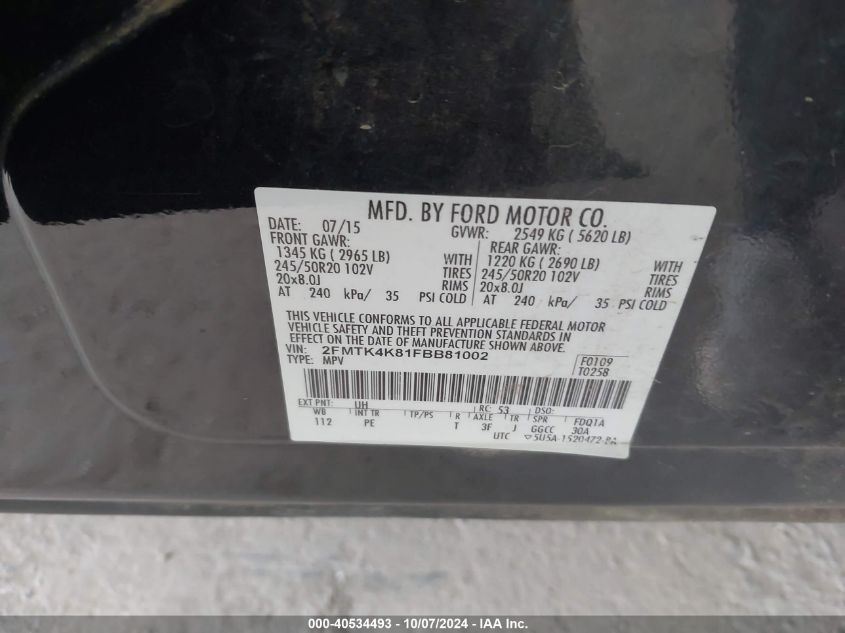 MFD. BY FORD MOTOR CO.
DATE: 07/15 GVWR: 2549 KG ( 5620 LB)
FRONT GAWR: REAR GAWR:
1345 KG ( 2965 LB) WITH 1220 KG ( 2690 LB) WITH
245/50R20 102V TIRES 245/50R20 102V TIRES
20x8.0J RIMS 20x8.0J RIMS
AT 240 kPa/ 35 PSI COLD AT 240 kPa/ 35 PSI COLD
THIS VEHICLE CONFORMS TO ALL APPLICABLE FEDERAL MOTOR
VEHICLE SAFETY AND THEFT PREVENTION STANDARDS IN
EFFECT ON THE DATE OF MANUFACTURE SHOWN ABOVE.
VIN: 2FMTK4K81FBB81002 F0109
TYPE: MPV T0258
EXT PNT: UH RC: 53 DSO:
WB INT TR TP/PS R AXLE TR SPR FDQ1A
112 PE T 3F J GGCC 30A
UTC 5U5A-1520472-BA
000-40534493 - 10/07/2024 - IAA Inc.